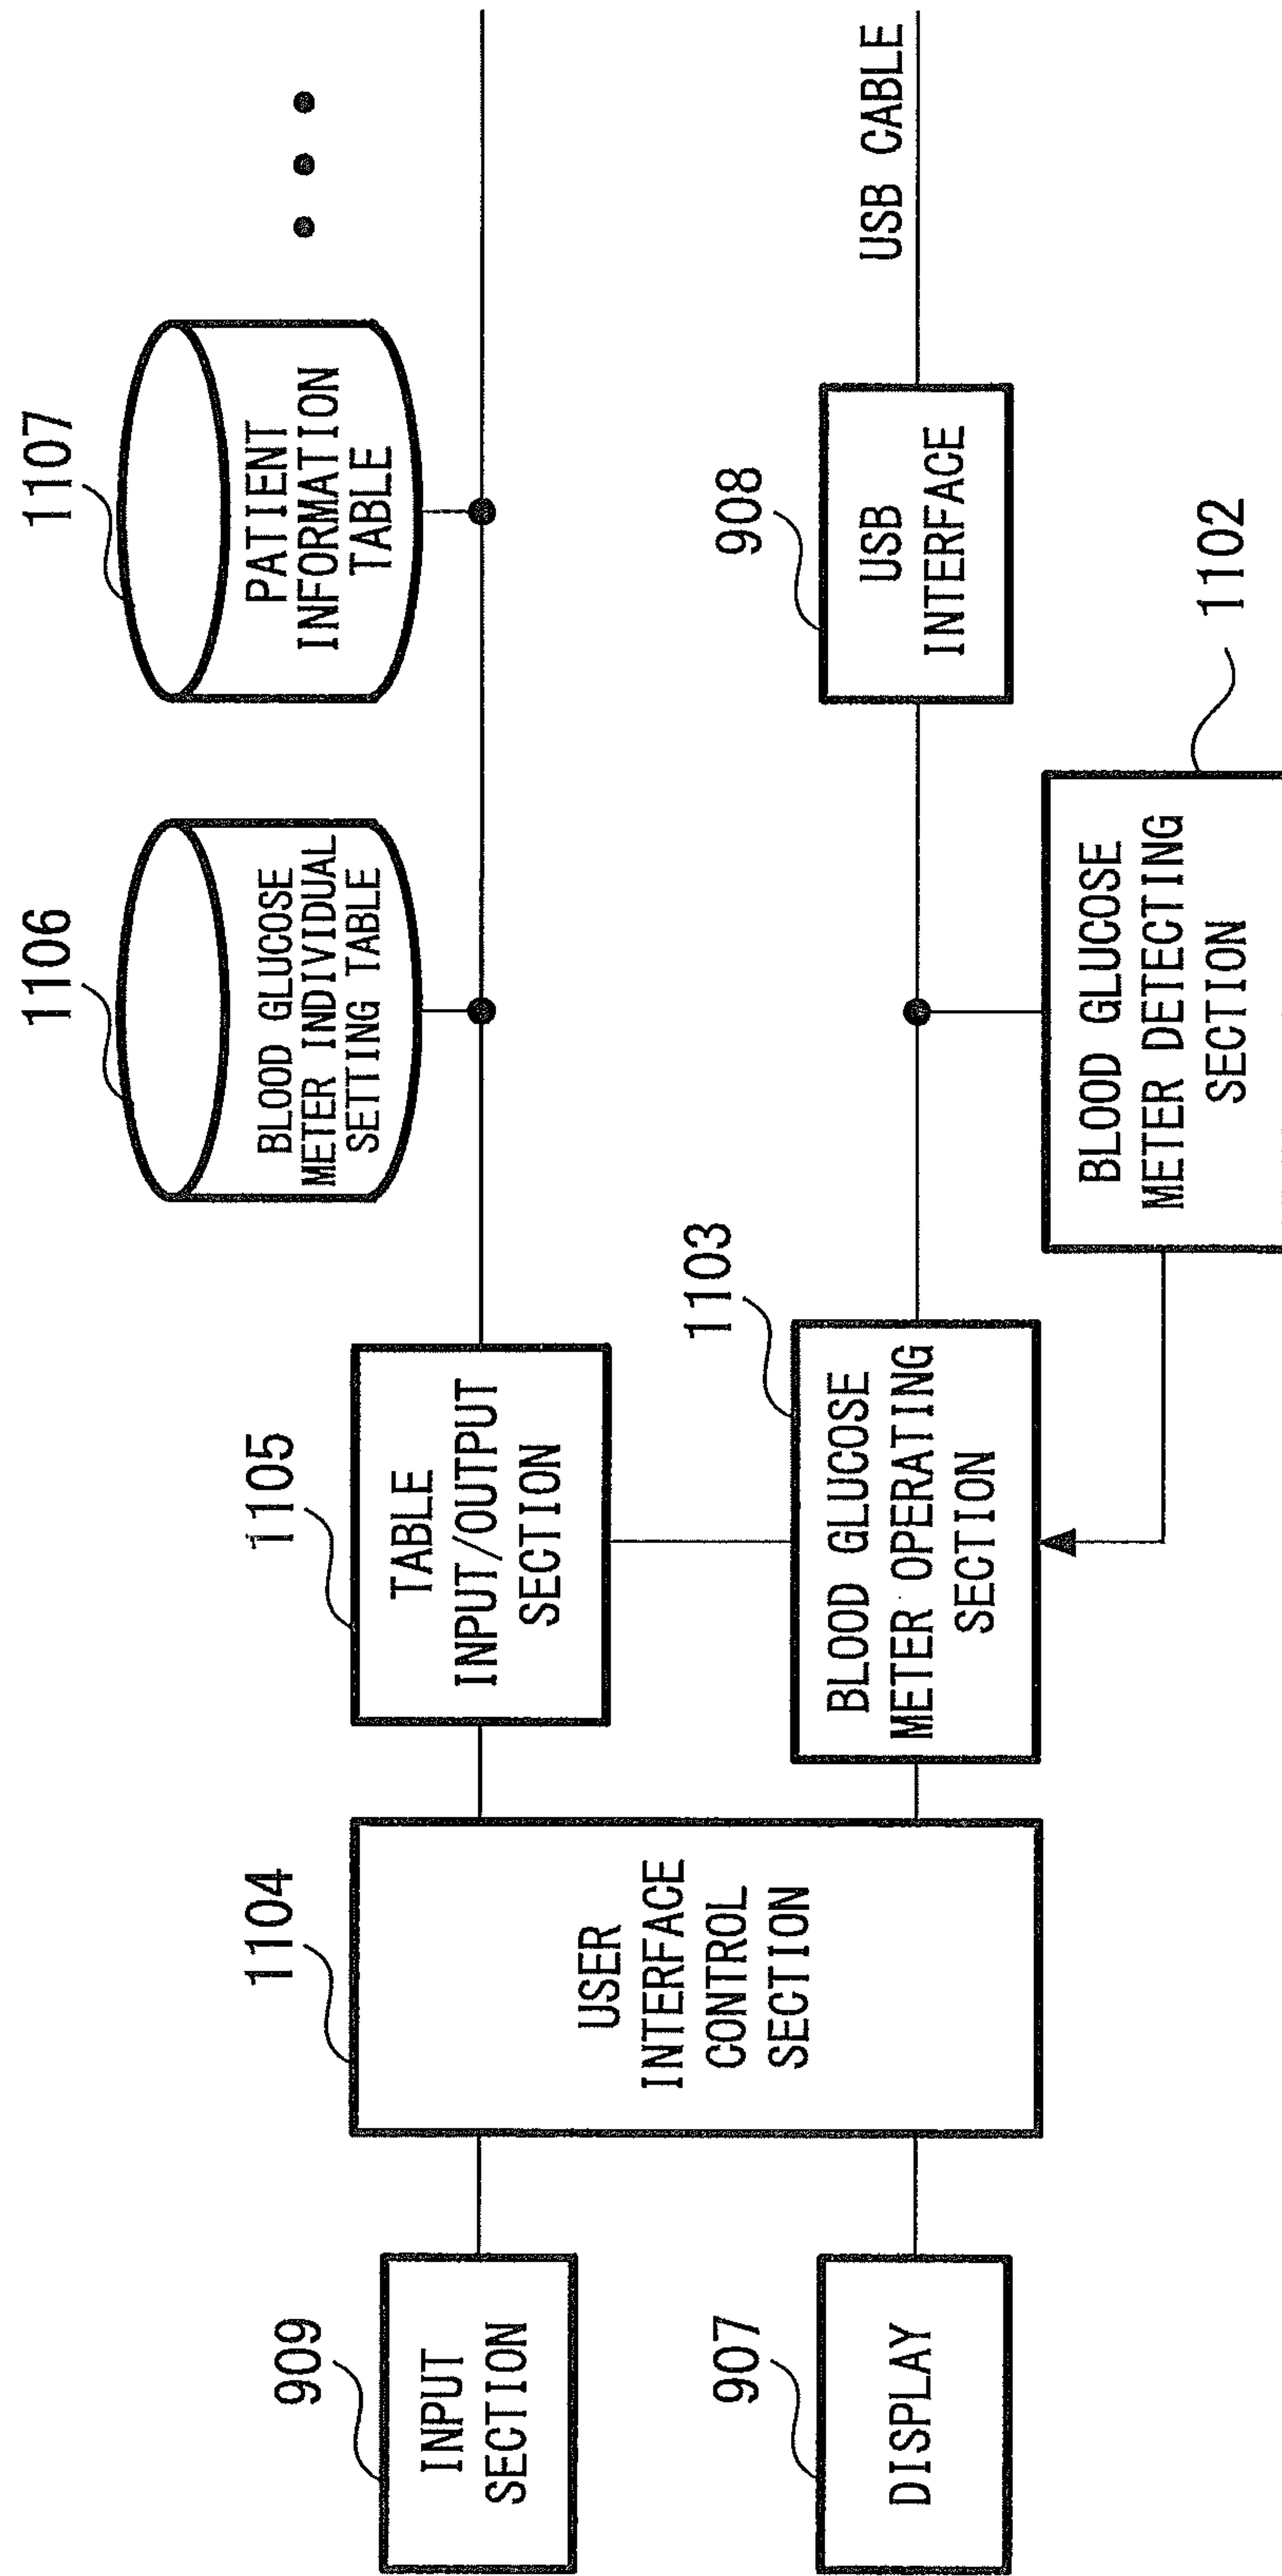 1106
BLOOD GLUCOSE
METER INDIVIDUAL
SETTING TABLE
1107
PATIENT
INFORMATION
TABLE
909
INPUT
SECTION
1104
USER
INTERFACE
CONTROL
SECTION
1105
TABLE
INPUT/OUTPUT
SECTION
907
DISPLAY
1103
BLOOD GLUCOSE
METER OPERATING
SECTION
908
USB
INTERFACE
USB CABLE
BLOOD GLUCOSE
METER DETECTING
SECTION
1102